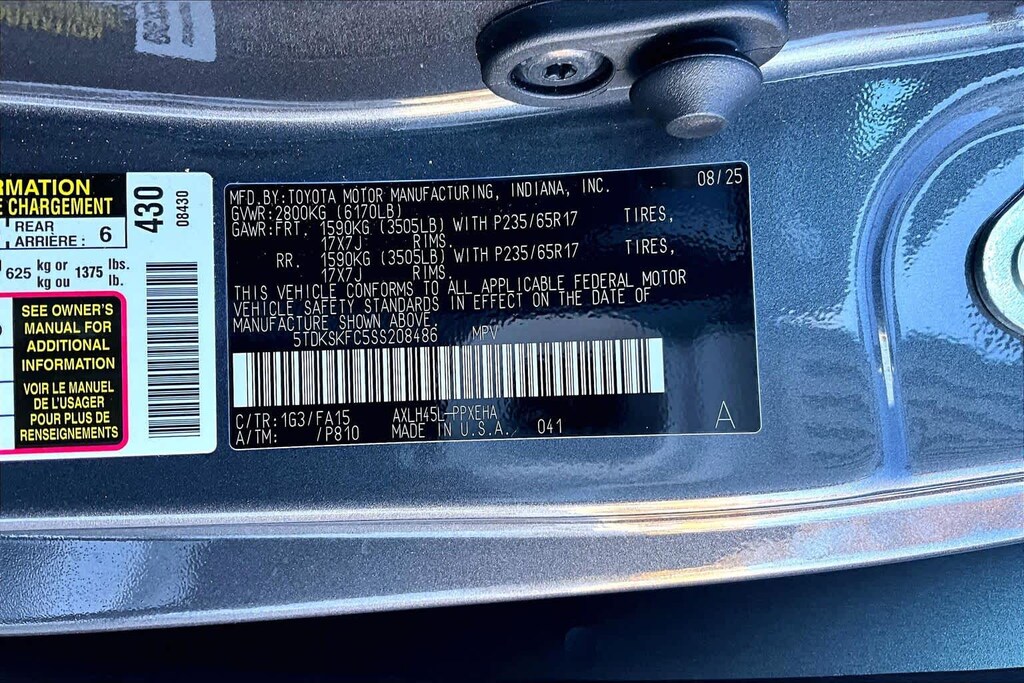 RMATION
E CHARGEMENT
REAR
ARRIÈRE : 6
625 kg or 1375 lbs.
kg ou lb.
SEE OWNER'S
MANUAL FOR
ADDITIONAL
INFORMATION
VOIR LE MANUEL
DE L'USAGER
POUR PLUS DE
RENSEIGNEMENTS
430
08430
MFD.BY:TOYOTA MOTOR MANUFACTURING, INDIANA, INC. 08/25
GVWR:2800KG (6170LB)
GAWR:FRT. 1590KG (3505LB) WITH P235/65R17 TIRES,
17X7J RIMS.
RR. 1590KG (3505LB) WITH P235/65R17 TIRES,
17X7J RIMS.
THIS VEHICLE CONFORMS TO ALL APPLICABLE FEDERAL MOTOR
VEHICLE SAFETY STANDARDS IN EFFECT ON THE DATE OF
MANUFACTURE SHOWN ABOVE.
5TDKSKFC5SS208486 MPV
C/TR:1G3/FA15 AXLH45L-PPXEHA
A/TM: /P810 MADE IN U.S.A. 041
A